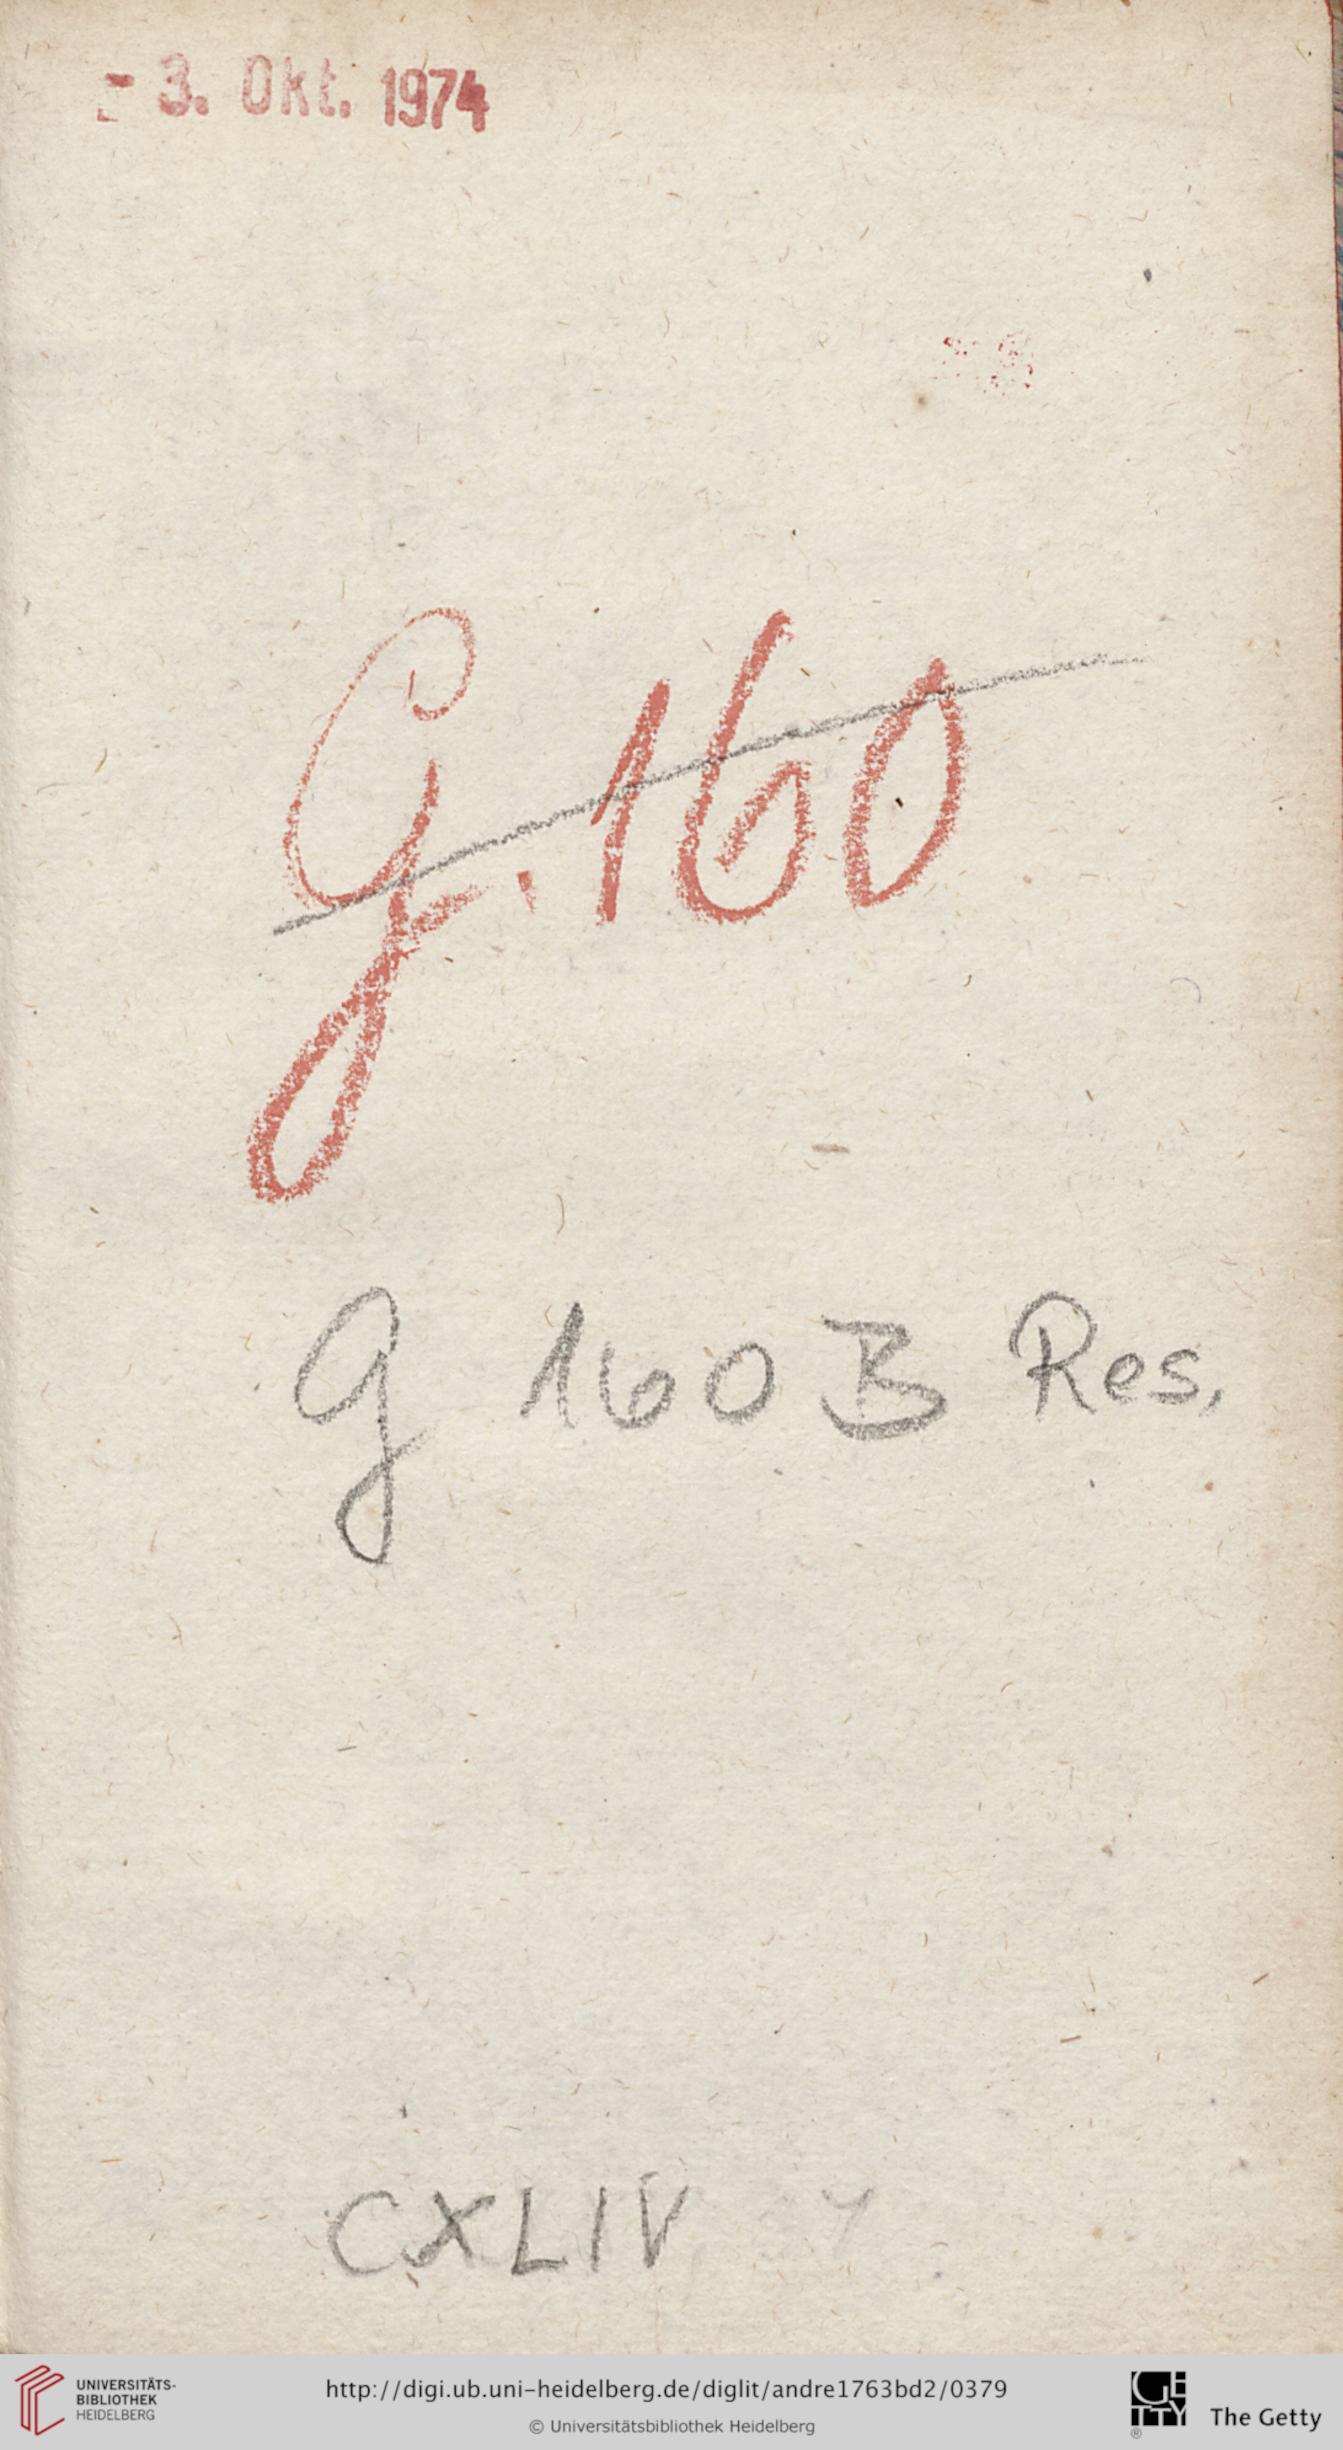 - 3. Okt. 1974
G. 160
G 160 B Res.
CXLIV
UNIVERSITÄTS-
BIBLIOTHEK
HEIDELBERG
http://digi.ub.uni-heidelberg.de/diglit/andre1763bd2/0379
© Universitätsbibliothek Heidelberg
GETTY
®
The Getty